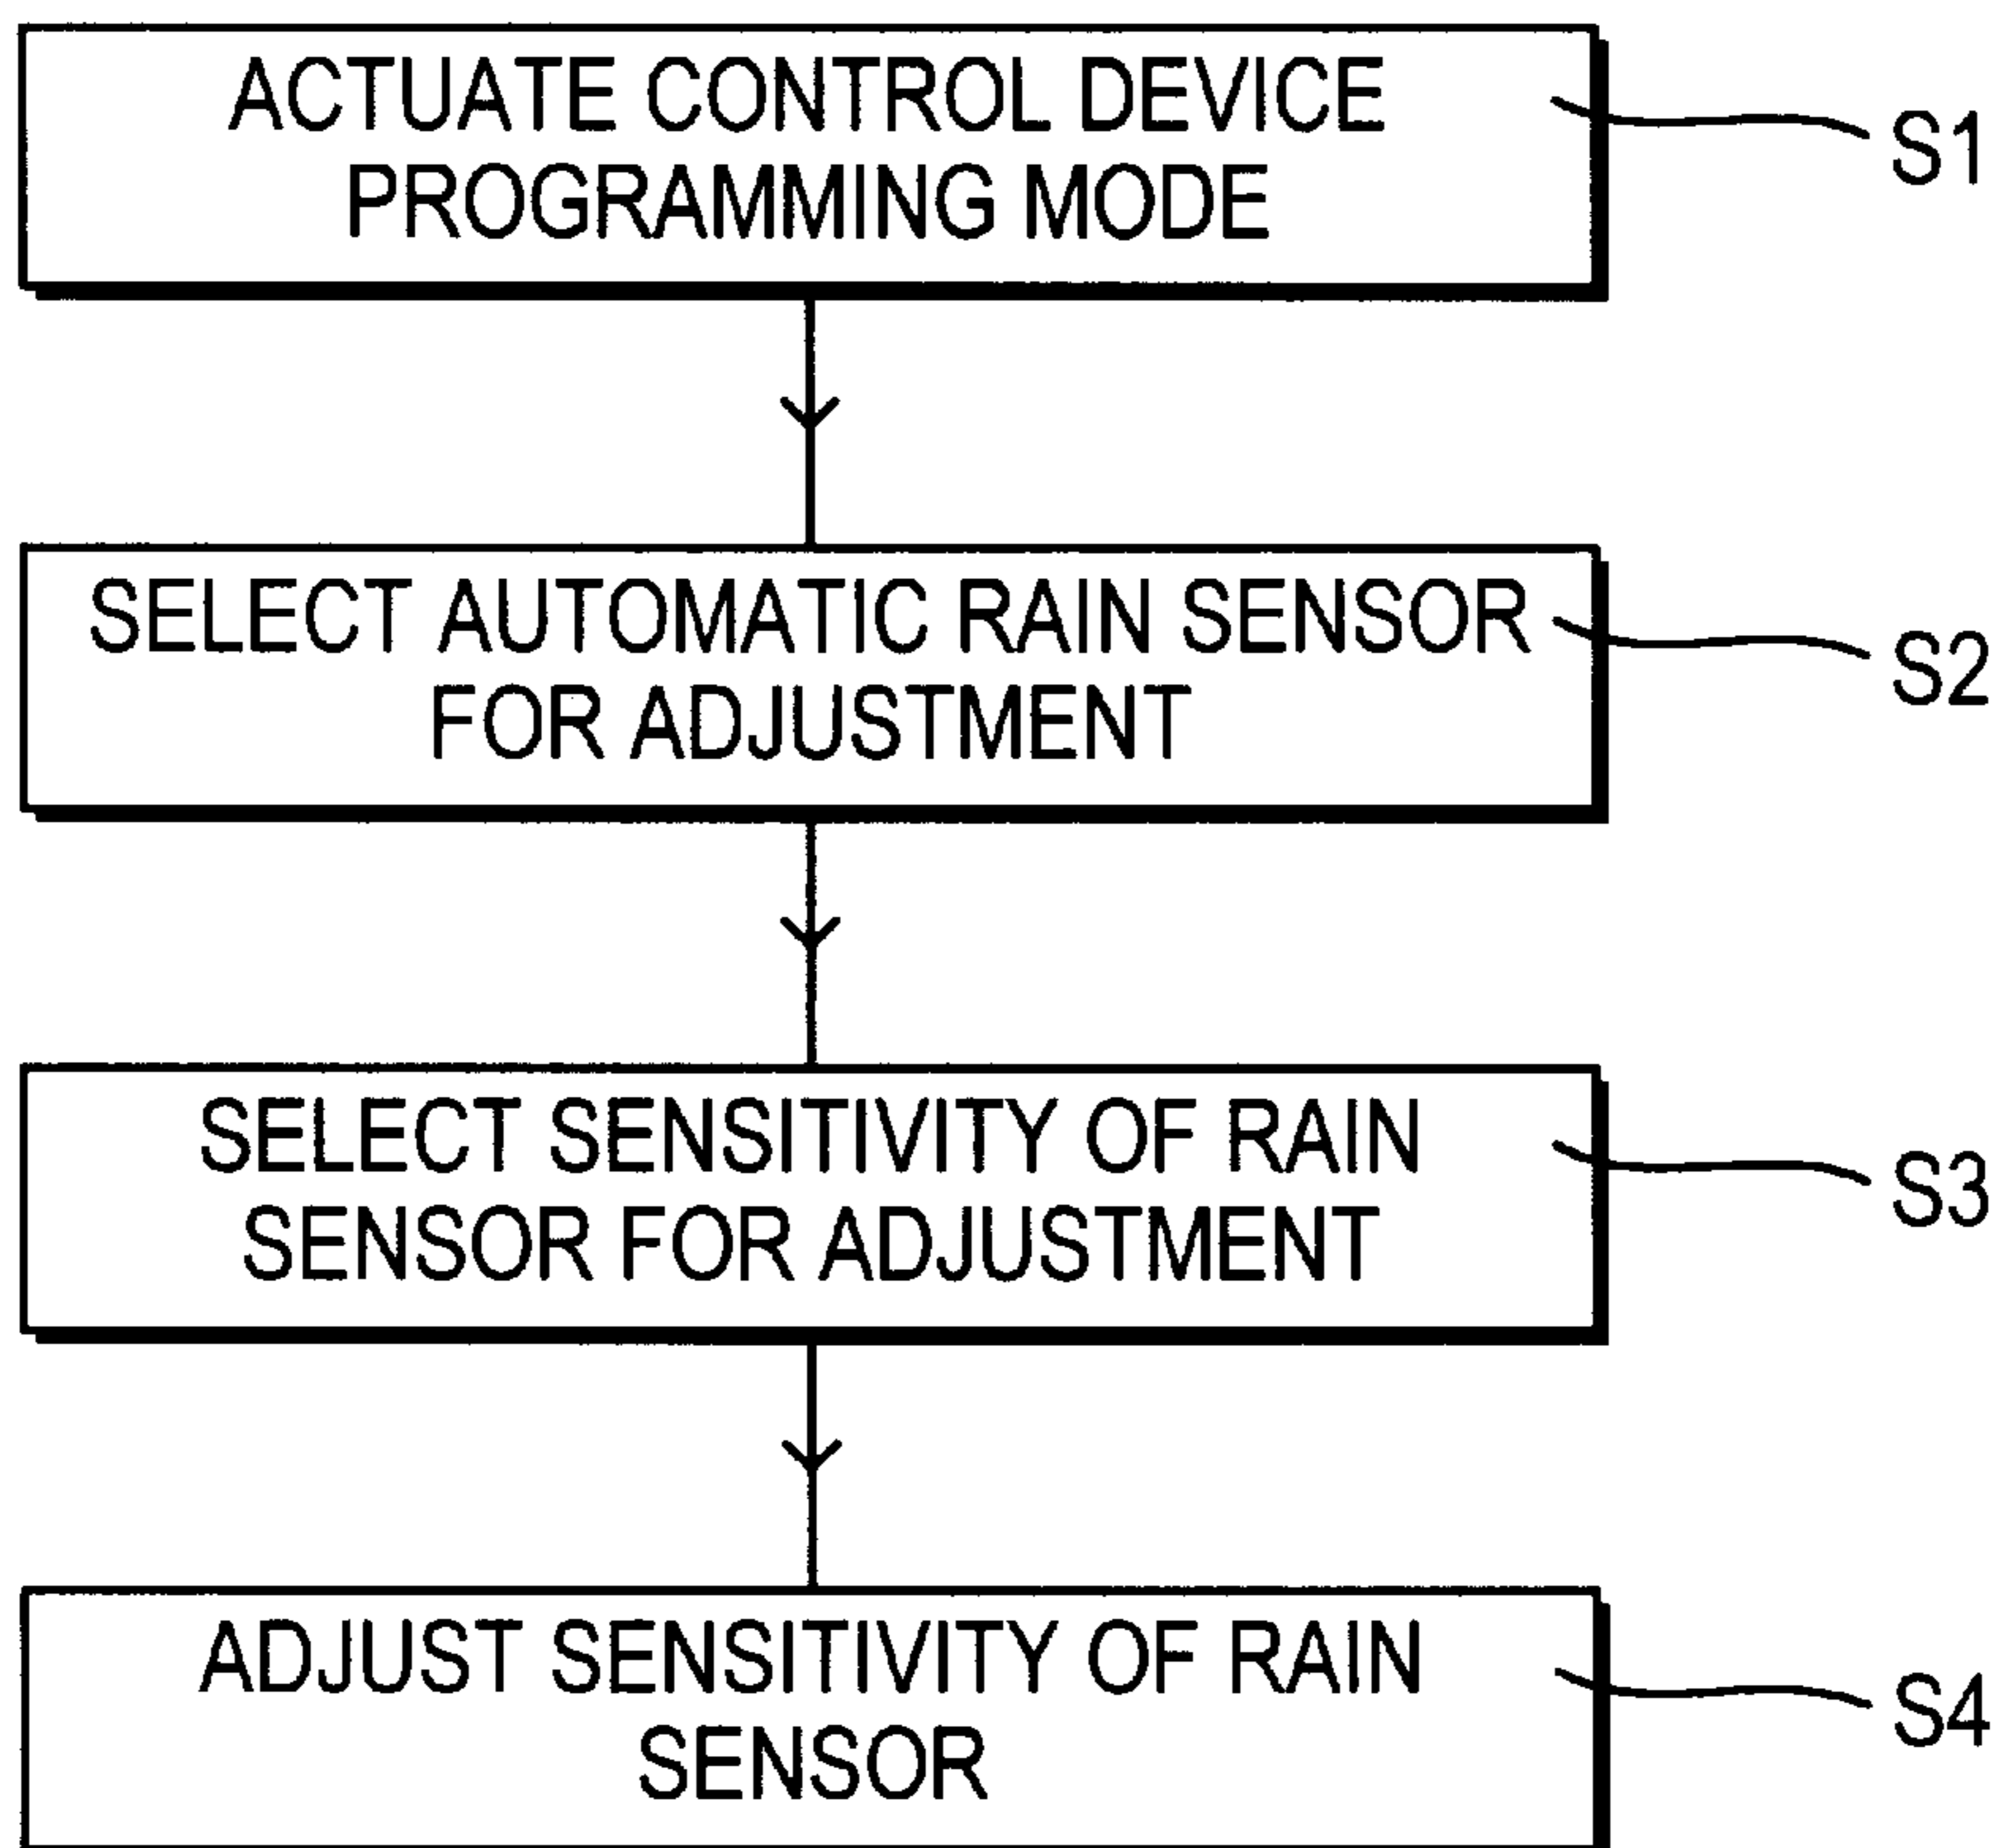 ACTUATE CONTROL DEVICE
PROGRAMMING MODE
S1
SELECT AUTOMATIC RAIN SENSOR
FOR ADJUSTMENT
S2
SELECT SENSITIVITY OF RAIN
SENSOR FOR ADJUSTMENT
S3
ADJUST SENSITIVITY OF RAIN
SENSOR
S4